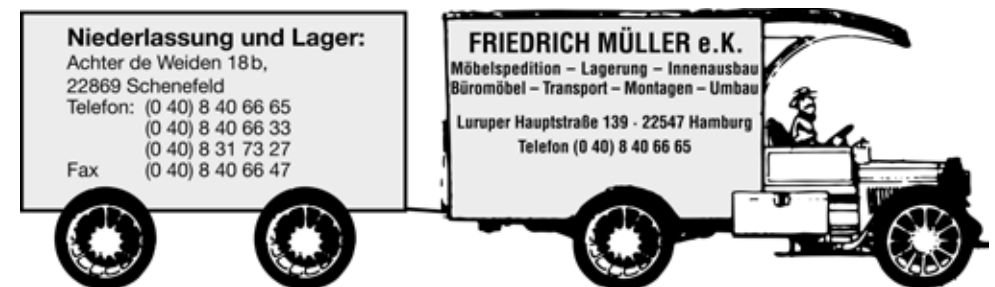 Niederlassung und Lager:
Achter de Weiden 18b,
22869 Schenefeld
Telefon: (0 40) 8 40 66 65
(0 40) 8 40 66 33
(0 40) 8 31 73 27
Fax (0 40) 8 40 66 47
FRIEDRICH MÜLLER e.K.
Möbelspedition – Lagerung – Innenausbau
Büromöbel – Transport – Montagen – Umbau
Luruper Hauptstraße 139 - 22547 Hamburg
Telefon (0 40) 8 40 66 65